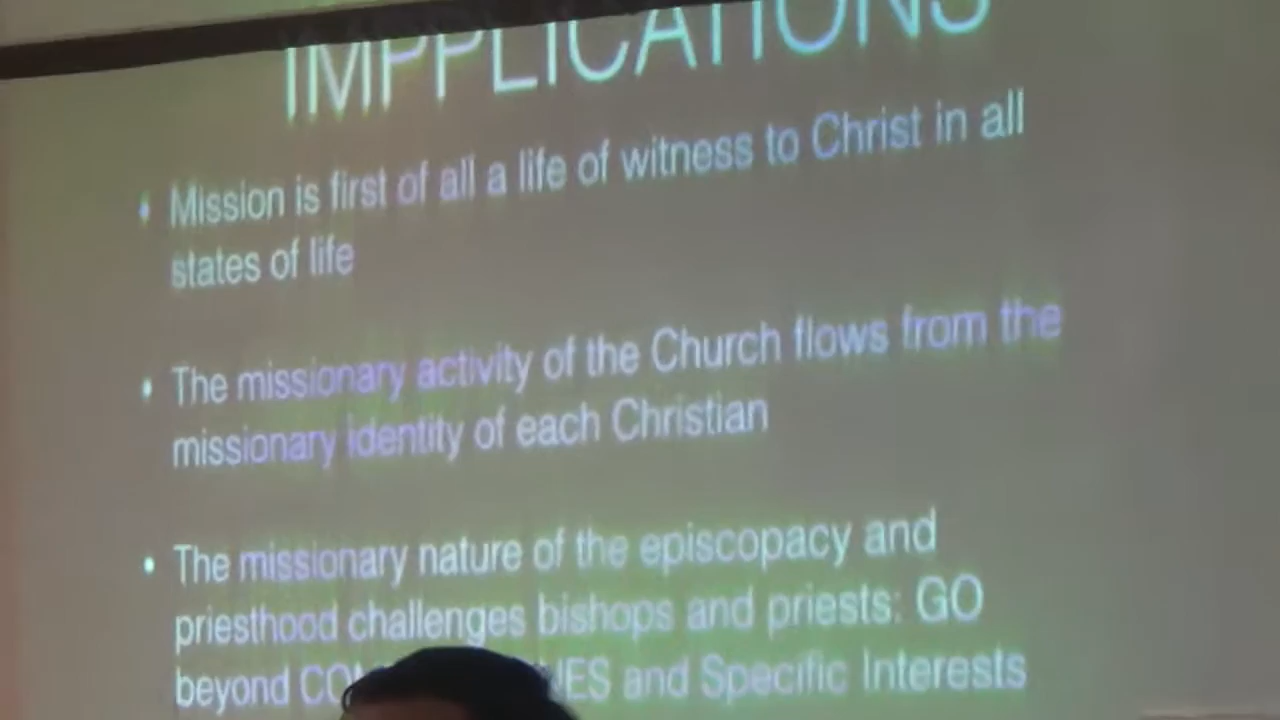 IMPPLICATIONS
• Mission is first of all a life of witness to Christ in all
states of life
• The missionary activity of the Church flows from the
missionary identity of each Christian
• The missionary nature of the episcopacy and
priesthood challenges bishops and priests: GO
beyond and Specific Interests